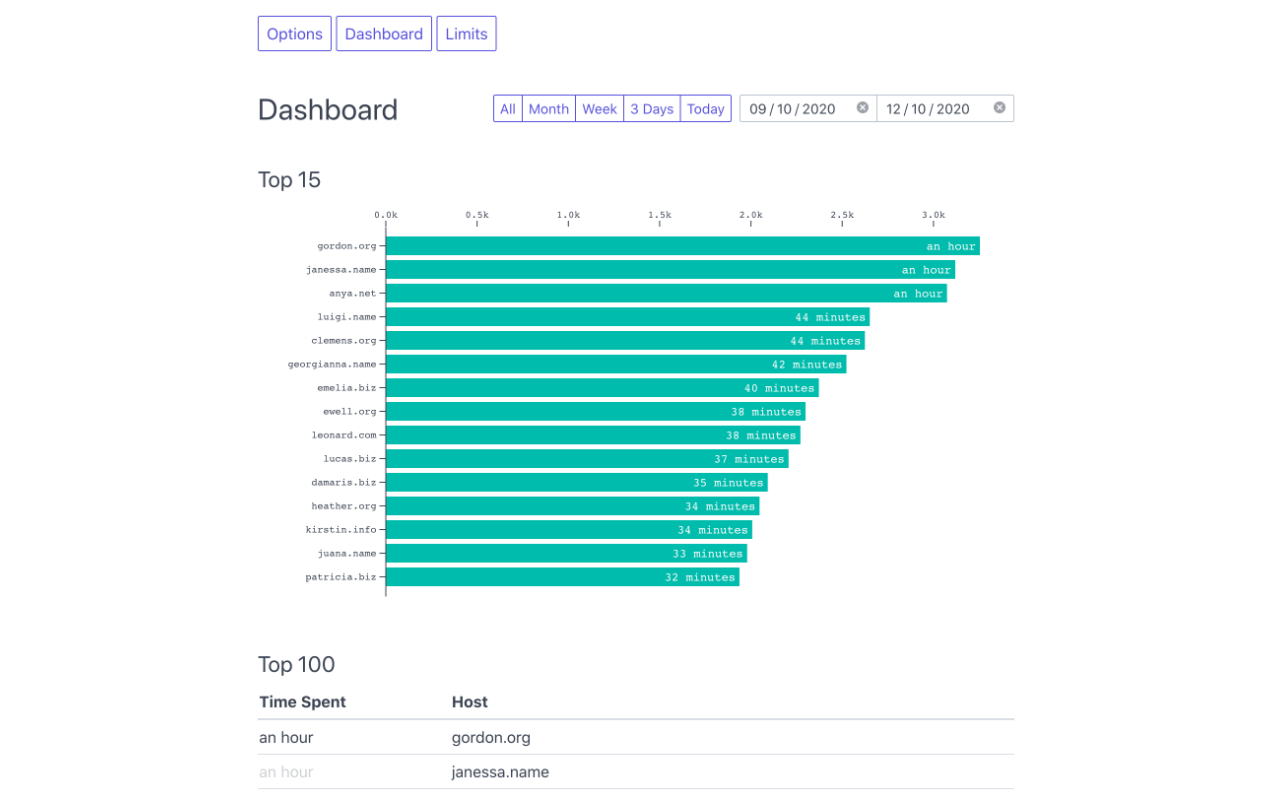 Options Dashboard Limits
Dashboard All Month Week 3 Days Today 09 / 10 / 2020 12 / 10 / 2020
Top 15
0.0k 0.5k 1.0k 1.5k 2.0k 2.5k 3.0k
gordon.org an hour
janessa.name an hour
anya.net an hour
luigi.name 44 minutes
clemens.org 44 minutes
georgianna.name 42 minutes
emelia.biz 40 minutes
ewell.org 38 minutes
leonard.com 38 minutes
lucas.biz 37 minutes
damaris.biz 35 minutes
heather.org 34 minutes
kirstin.info 34 minutes
juana.name 33 minutes
patricia.biz 32 minutes
Top 100
Time Spent Host
an hour gordon.org
an hour janessa.name